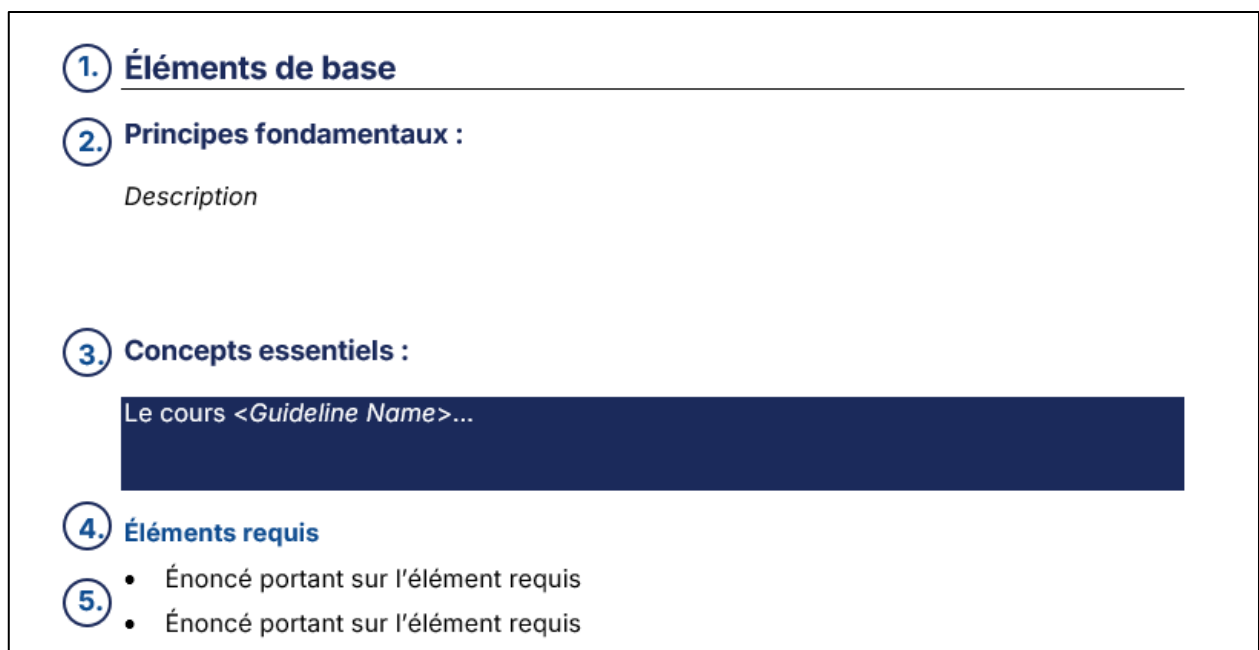 1. Éléments de base
2. Principes fondamentaux :
Description
3. Concepts essentiels :
Le cours <Guideline Name>...
4. Éléments requis
• Énoncé portant sur l’élément requis
5.
• Énoncé portant sur l’élément requis